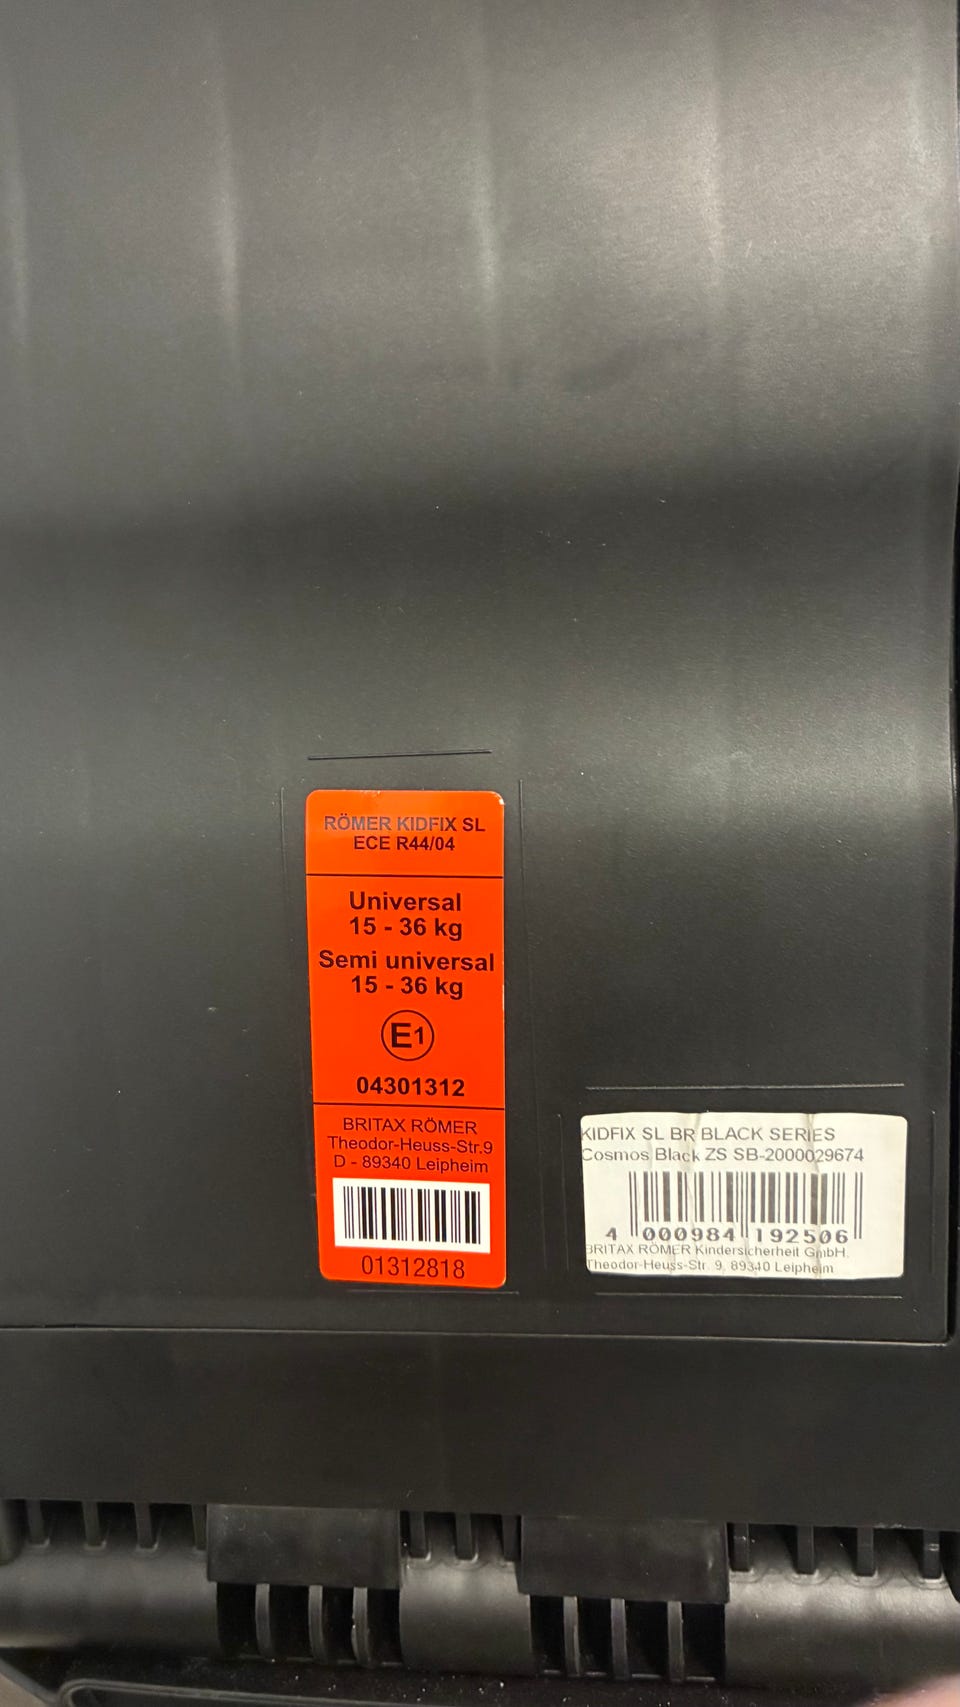 RÖMER KIDFIX SL
ECE R44/04
Universal
15 - 36 kg
Semi universal
15 - 36 kg
E1
04301312
BRITAX RÖMER
Theodor-Heuss-Str.9
D - 89340 Leipheim
01312818
KIDFIX SL BR BLACK SERIES
Cosmos Black ZS SB-2000029674
4 000984 192506
BRITAX RÖMER Kindersicherheit GmbH.
Theodor-Heuss-Str. 9, 89340 Leipheim